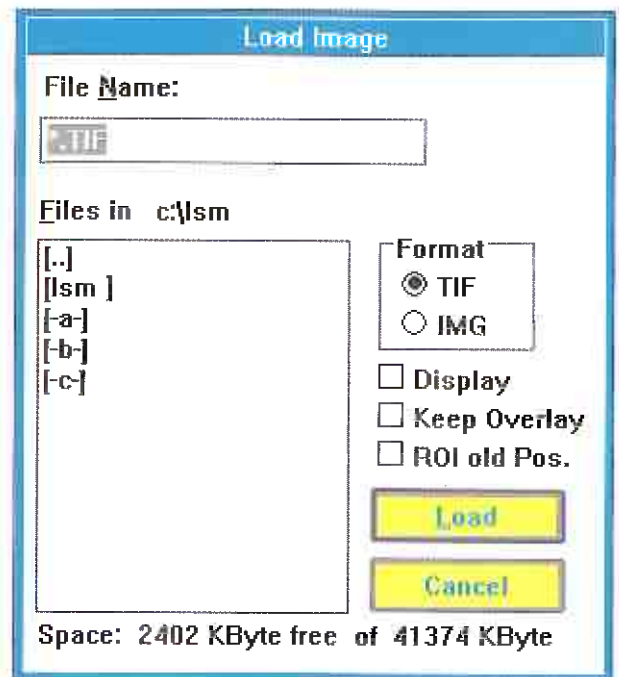 Load Image
File Name:
*.TIF
Files in c:\lsm
[..]
[lsm ]
[-a-]
[-b-]
[-c-]
Format
TIF
IMG
Display
Keep Overlay
ROI old Pos.
Load
Cancel
Space: 2402 KByte free of 41374 KByte